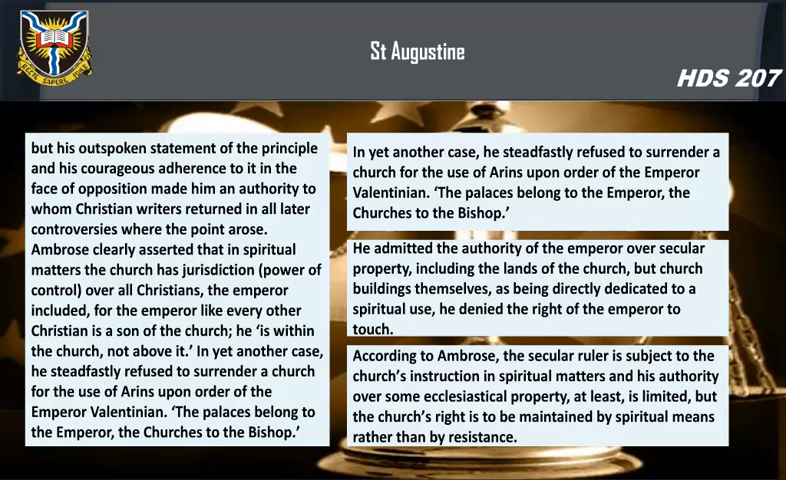 St Augustine
HDS 207
RECTE SAPERE FONS
but his outspoken statement of the principle
and his courageous adherence to it in the
face of opposition made him an authority to
whom Christian writers returned in all later
controversies where the point arose.
Ambrose clearly asserted that in spiritual
matters the church has jurisdiction (power of
control) over all Christians, the emperor
included, for the emperor like every other
Christian is a son of the church; he ‘is within
the church, not above it.’ In yet another case,
he steadfastly refused to surrender a church
for the use of Arins upon order of the
Emperor Valentinian. ‘The palaces belong to
the Emperor, the Churches to the Bishop.’
In yet another case, he steadfastly refused to surrender a
church for the use of Arins upon order of the Emperor
Valentinian. ‘The palaces belong to the Emperor, the
Churches to the Bishop.’
He admitted the authority of the emperor over secular
property, including the lands of the church, but church
buildings themselves, as being directly dedicated to a
spiritual use, he denied the right of the emperor to
touch.
According to Ambrose, the secular ruler is subject to the
church’s instruction in spiritual matters and his authority
over some ecclesiastical property, at least, is limited, but
the church’s right is to be maintained by spiritual means
rather than by resistance.